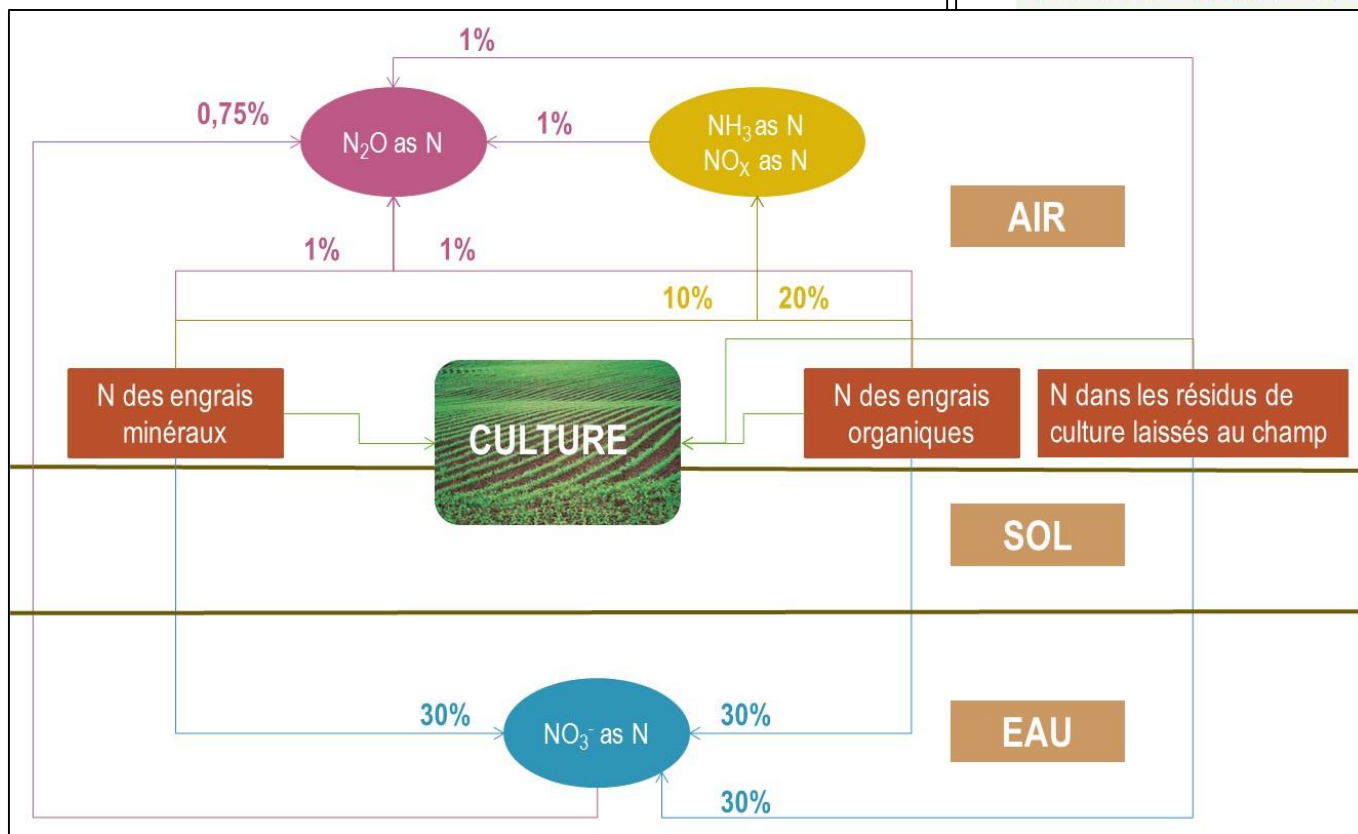 1%
0,75%
N₂O as N
1%
NH₃ as N
NOₓ as N
AIR
1%
1%
10%
20%
N des engrais
minéraux
CULTURE
N des engrais
organiques
N dans les résidus de
culture laissés au champ
SOL
30%
NO₃⁻ as N
30%
EAU
30%